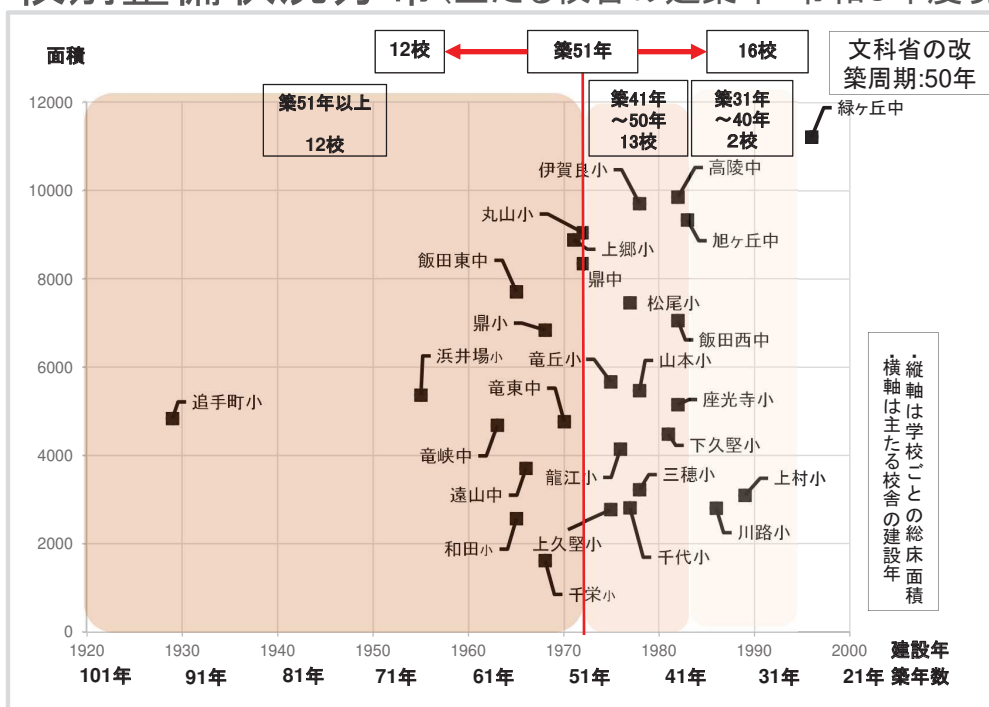 面積
12校
築51年
16校
文科省の改
築周期:50年
築51年以上
12校
築41年
～50年
13校
築31年
～40年
2校
緑ヶ丘中
12000
10000
8000
6000
4000
2000
0
伊賀良小
高陵中
丸山小
上郷小
旭ヶ丘中
飯田東中
鼎中
松尾小
鼎小
飯田西中
浜井場小
竜丘小
山本小
追手町小
竜東中
座光寺小
下久堅小
竜峡中
龍江小
三穂小
上村小
遠山中
川路小
和田小
上久堅小
千代小
千栄小
・縦軸は学校ごとの総床面積
・横軸は主たる校舎の建設年
1920 1930 1940 1950 1960 1970 1980 1990 2000 建設年
101年 91年 81年 71年 61年 51年 41年 31年 21年 築年数